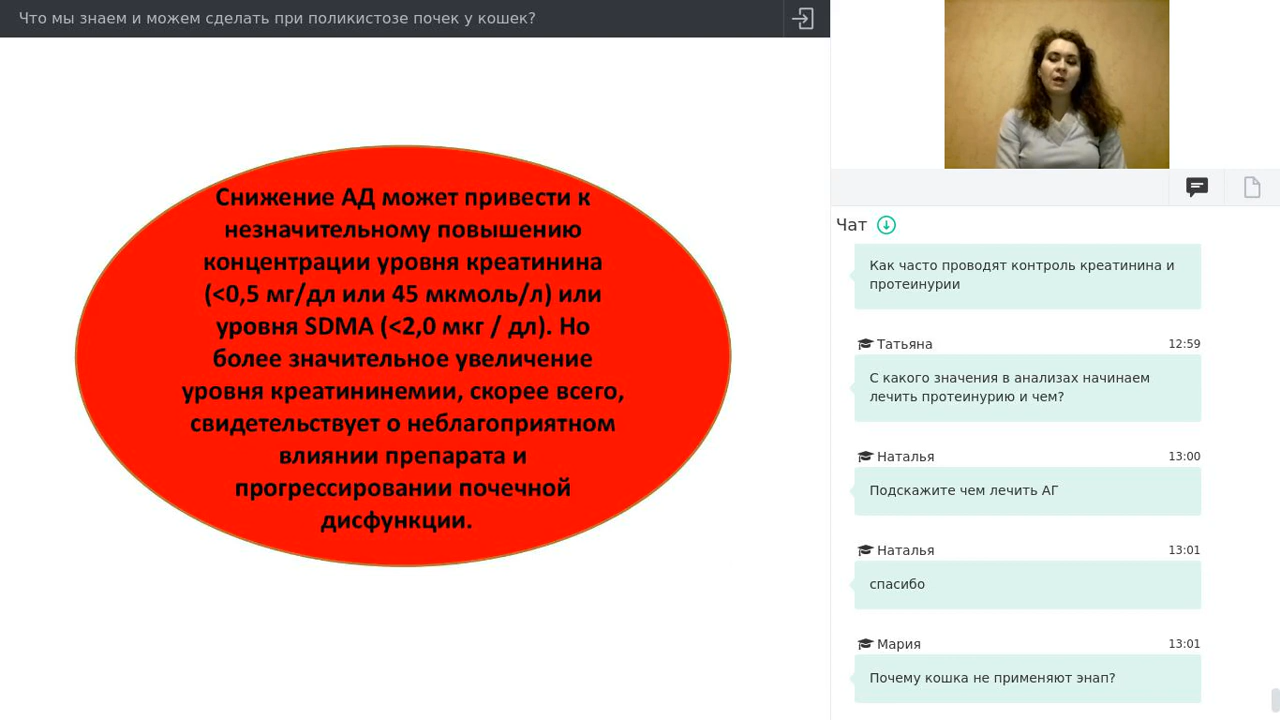 Что мы знаем и можем сделать при поликистозе почек у кошек?
Снижение АД может привести к
незначительному повышению
концентрации уровня креатинина
(<0,5 мг/дл или 45 мкмоль/л) или
уровня SDMA (<2,0 мкг / дл). Но
более значительное увеличение
уровня креатининемии, скорее всего,
свидетельствует о неблагоприятном
влиянии препарата и
прогрессировании почечной
дисфункции.
Чат
Как часто проводят контроль креатинина и
протеинурии
Татьяна 12:59
С какого значения в анализах начинаем
лечить протеинурию и чем?
Наталья 13:00
Подскажите чем лечить АГ
Наталья 13:01
спасибо
Мария 13:01
Почему кошка не применяют энап?